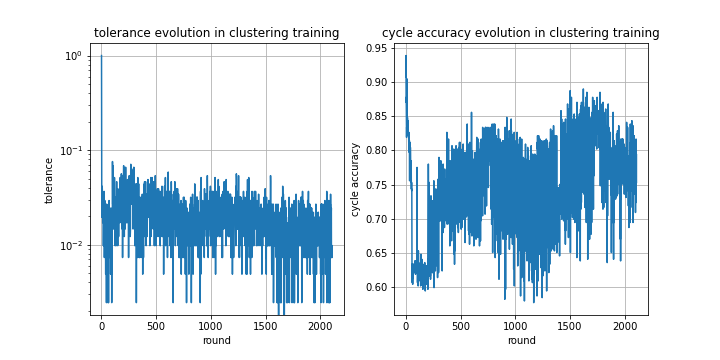 tolerance evolution in clustering training
10^0
10^-1
10^-2
tolerance
0 500 1000 1500 2000
round
cycle accuracy evolution in clustering training
0.95
0.90
0.85
0.80
0.75
0.70
0.65
0.60
cycle accuracy
0 500 1000 1500 2000
round